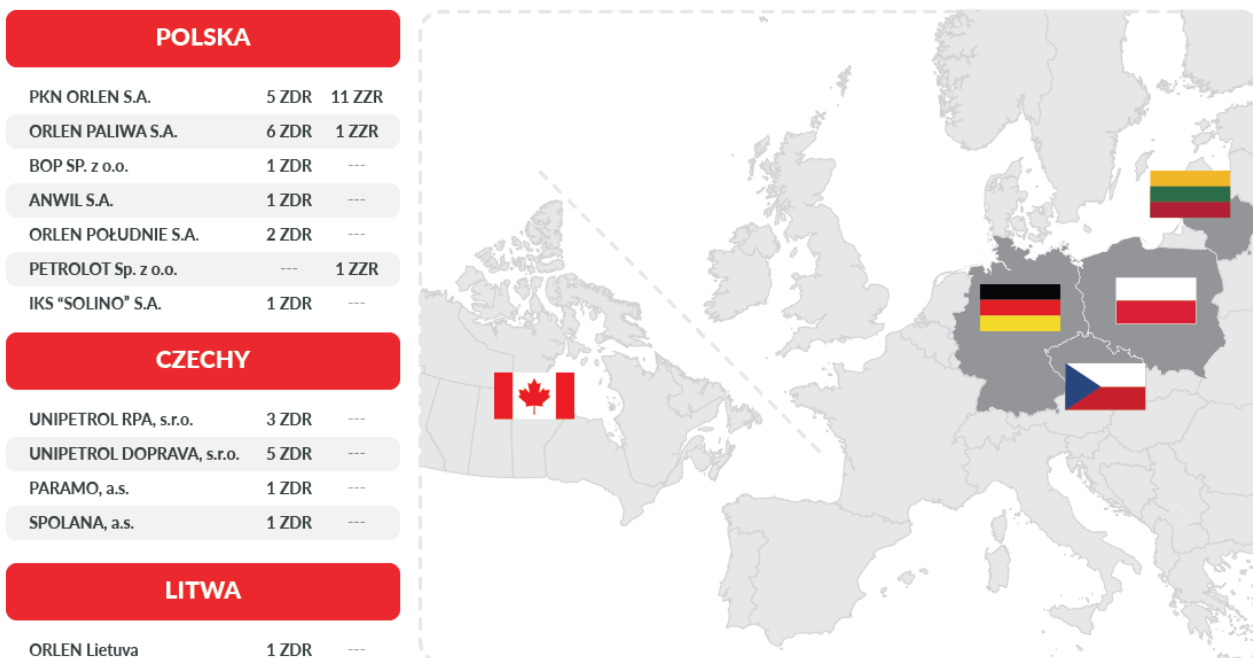 POLSKA
PKN ORLEN S.A. 5 ZDR 11 ZZR
ORLEN PALIWA S.A. 6 ZDR 1 ZZR
BOP SP. z o.o. 1 ZDR ---
ANWIL S.A. 1 ZDR ---
ORLEN POŁUDNIE S.A. 2 ZDR ---
PETROLOT Sp. z o.o. --- 1 ZZR
IKS “SOLINO” S.A. 1 ZDR ---
CZECHY
UNIPETROL RPA, s.r.o. 3 ZDR ---
UNIPETROL DOPRAVA, s.r.o. 5 ZDR ---
PARAMO, a.s. 1 ZDR ---
SPOLANA, a.s. 1 ZDR ---
LITWA
ORLEN Lietuva 1 ZDR ---